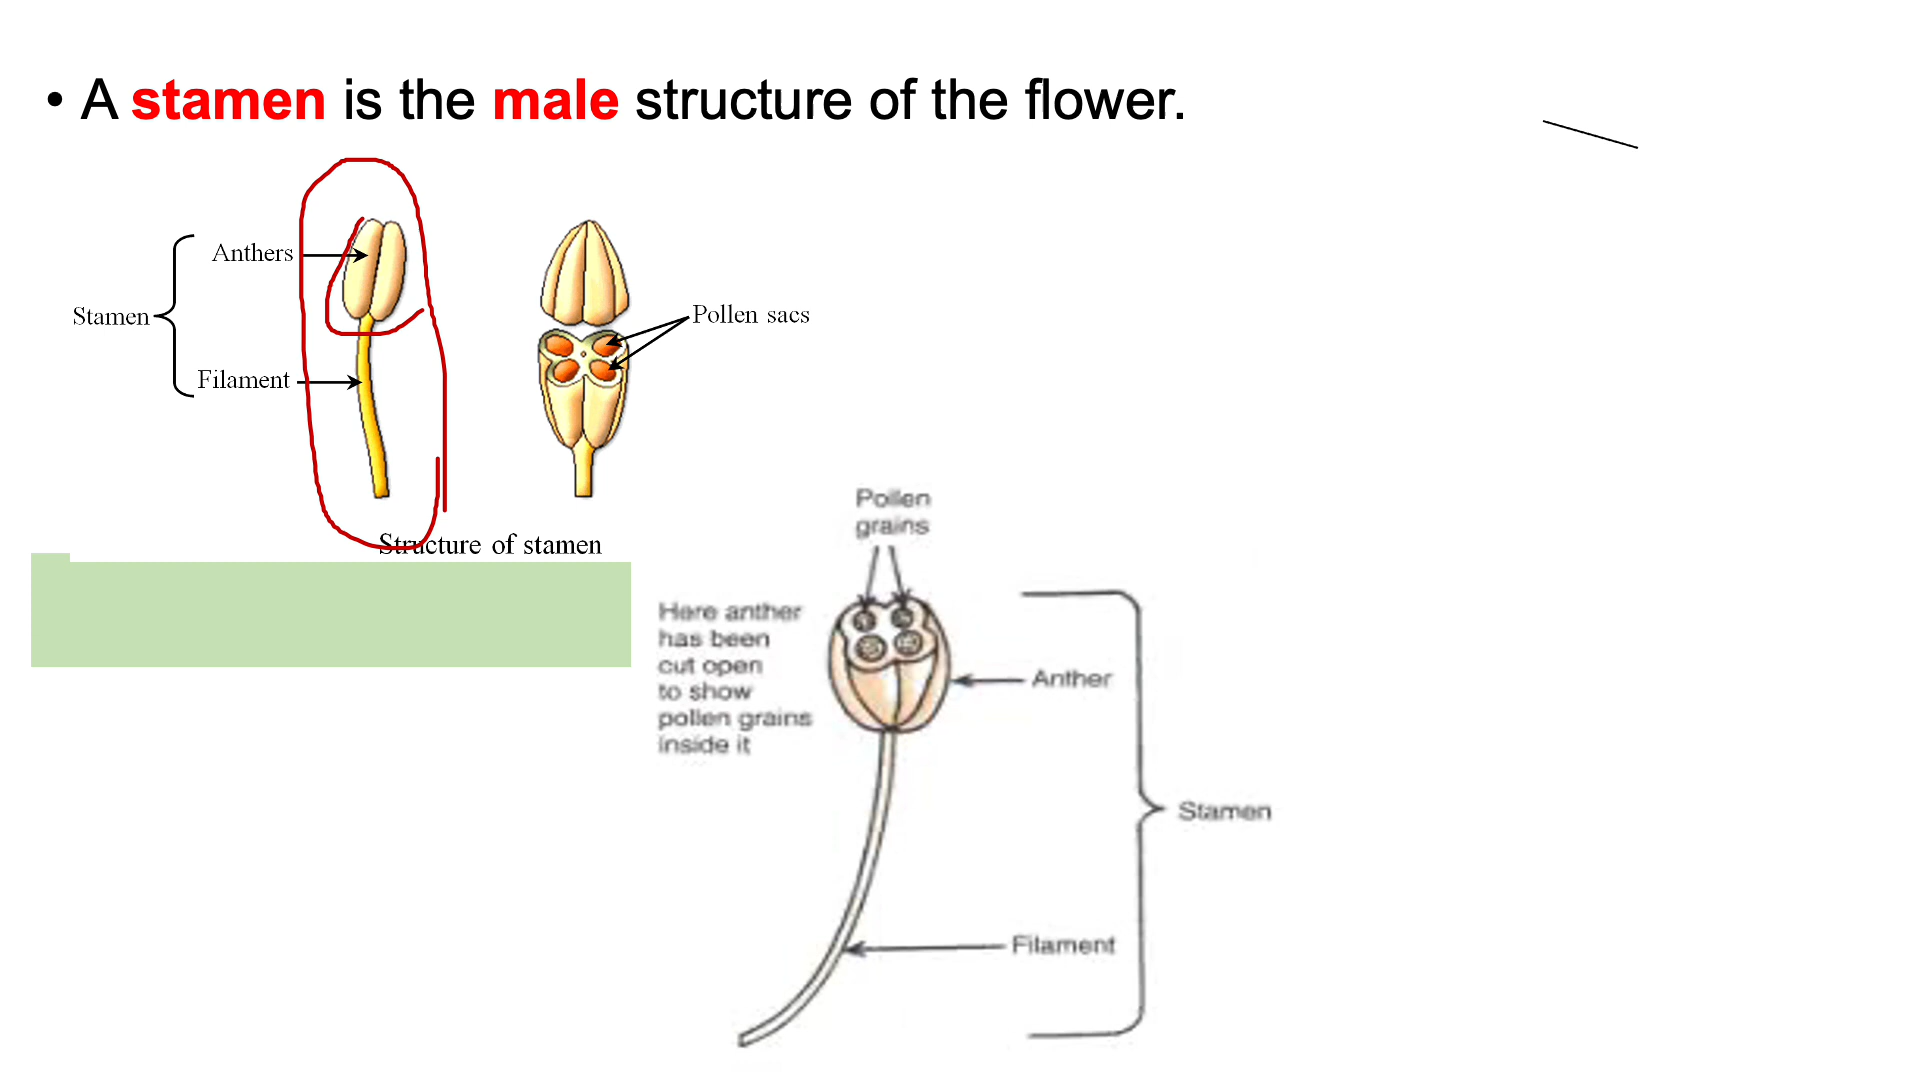 • A stamen is the male structure of the flower.
Anthers
Stamen
Filament
Pollen sacs
Structure of stamen
Pollen
grains
Here anther
has been
cut open
to show
pollen grains
inside it
Anther
Stamen
Filament